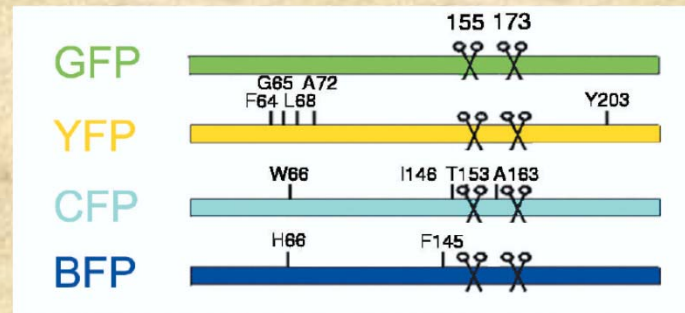 155 173
GFP
G65 A72
F64 L68 Y203
YFP
W66 I146 T153 A163
CFP
H66 F145
BFP